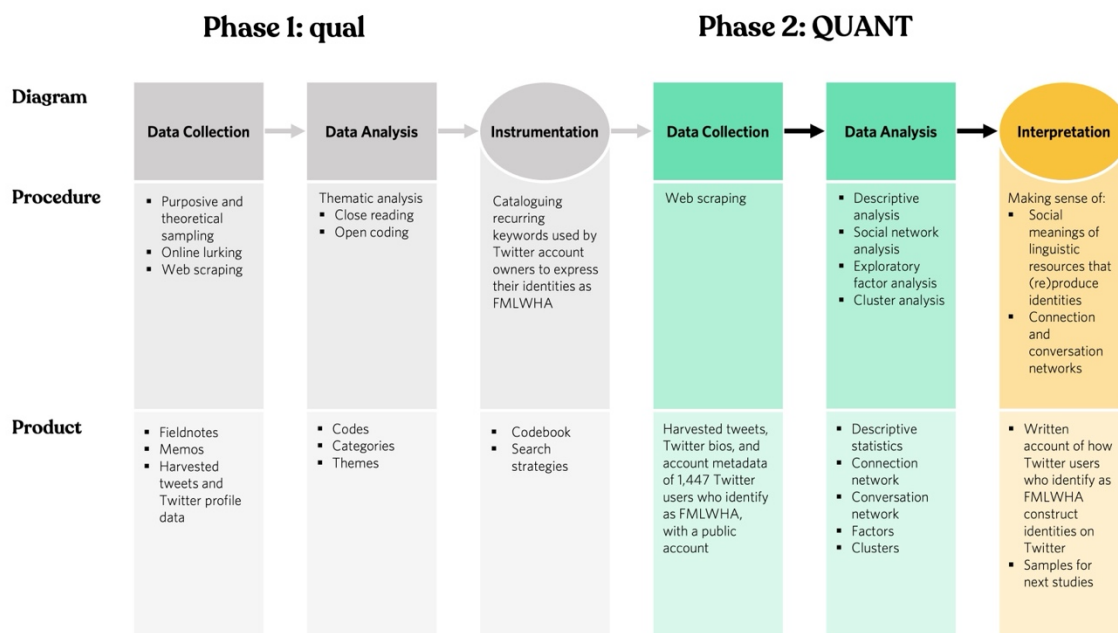 Phase 1: qual
Phase 2: QUANT
Diagram
Data Collection
Data Analysis
Instrumentation
Data Collection
Data Analysis
Interpretation
Procedure
▪ Purposive and
theoretical
sampling
▪ Online lurking
▪ Web scraping
Thematic analysis
▪ Close reading
▪ Open coding
Cataloguing
recurring
keywords used by
Twitter account
owners to express
their identities as
FMLWHA
Web scraping
▪ Descriptive
analysis
▪ Social network
analysis
▪ Exploratory
factor analysis
▪ Cluster analysis
Making sense of:
▪ Social
meanings of
linguistic
resources that
(re)produce
identities
▪ Connection
and
conversation
networks
Product
▪ Fieldnotes
▪ Memos
▪ Harvested
tweets and
Twitter profile
data
▪ Codes
▪ Categories
▪ Themes
▪ Codebook
▪ Search
strategies
Harvested tweets,
Twitter bios, and
account metadata
of 1,447 Twitter
users who identify
as FMLWHA,
with a public
account
▪ Descriptive
statistics
▪ Connection
network
▪ Conversation
network
▪ Factors
▪ Clusters
▪ Written
account of how
Twitter users
who identify as
FMLWHA
construct
identities on
Twitter
▪ Samples for
next studies